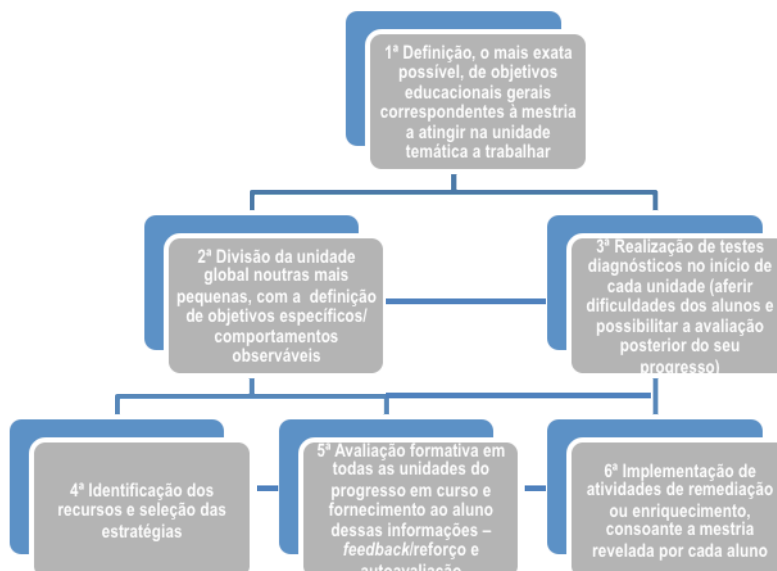 1ª Definição, o mais exata
possível, de objetivos
educacionais gerais
correspondentes à mestria
a atingir na unidade
temática a trabalhar
2ª Divisão da unidade
global noutras mais
pequenas, com a definição
de objetivos específicos/
comportamentos
observáveis
3ª Realização de testes
diagnósticos no início de
cada unidade (aferir
dificuldades dos alunos e
possibilitar a avaliação
posterior do seu
progresso)
4ª Identificação dos
recursos e seleção das
estratégias
5ª Avaliação formativa em
todas as unidades do
progresso em curso e
fornecimento ao aluno
dessas informações –
feedback/reforço e
autoavaliação
6ª Implementação de
atividades de remediação
ou enriquecimento,
consoante a mestria
revelada por cada aluno